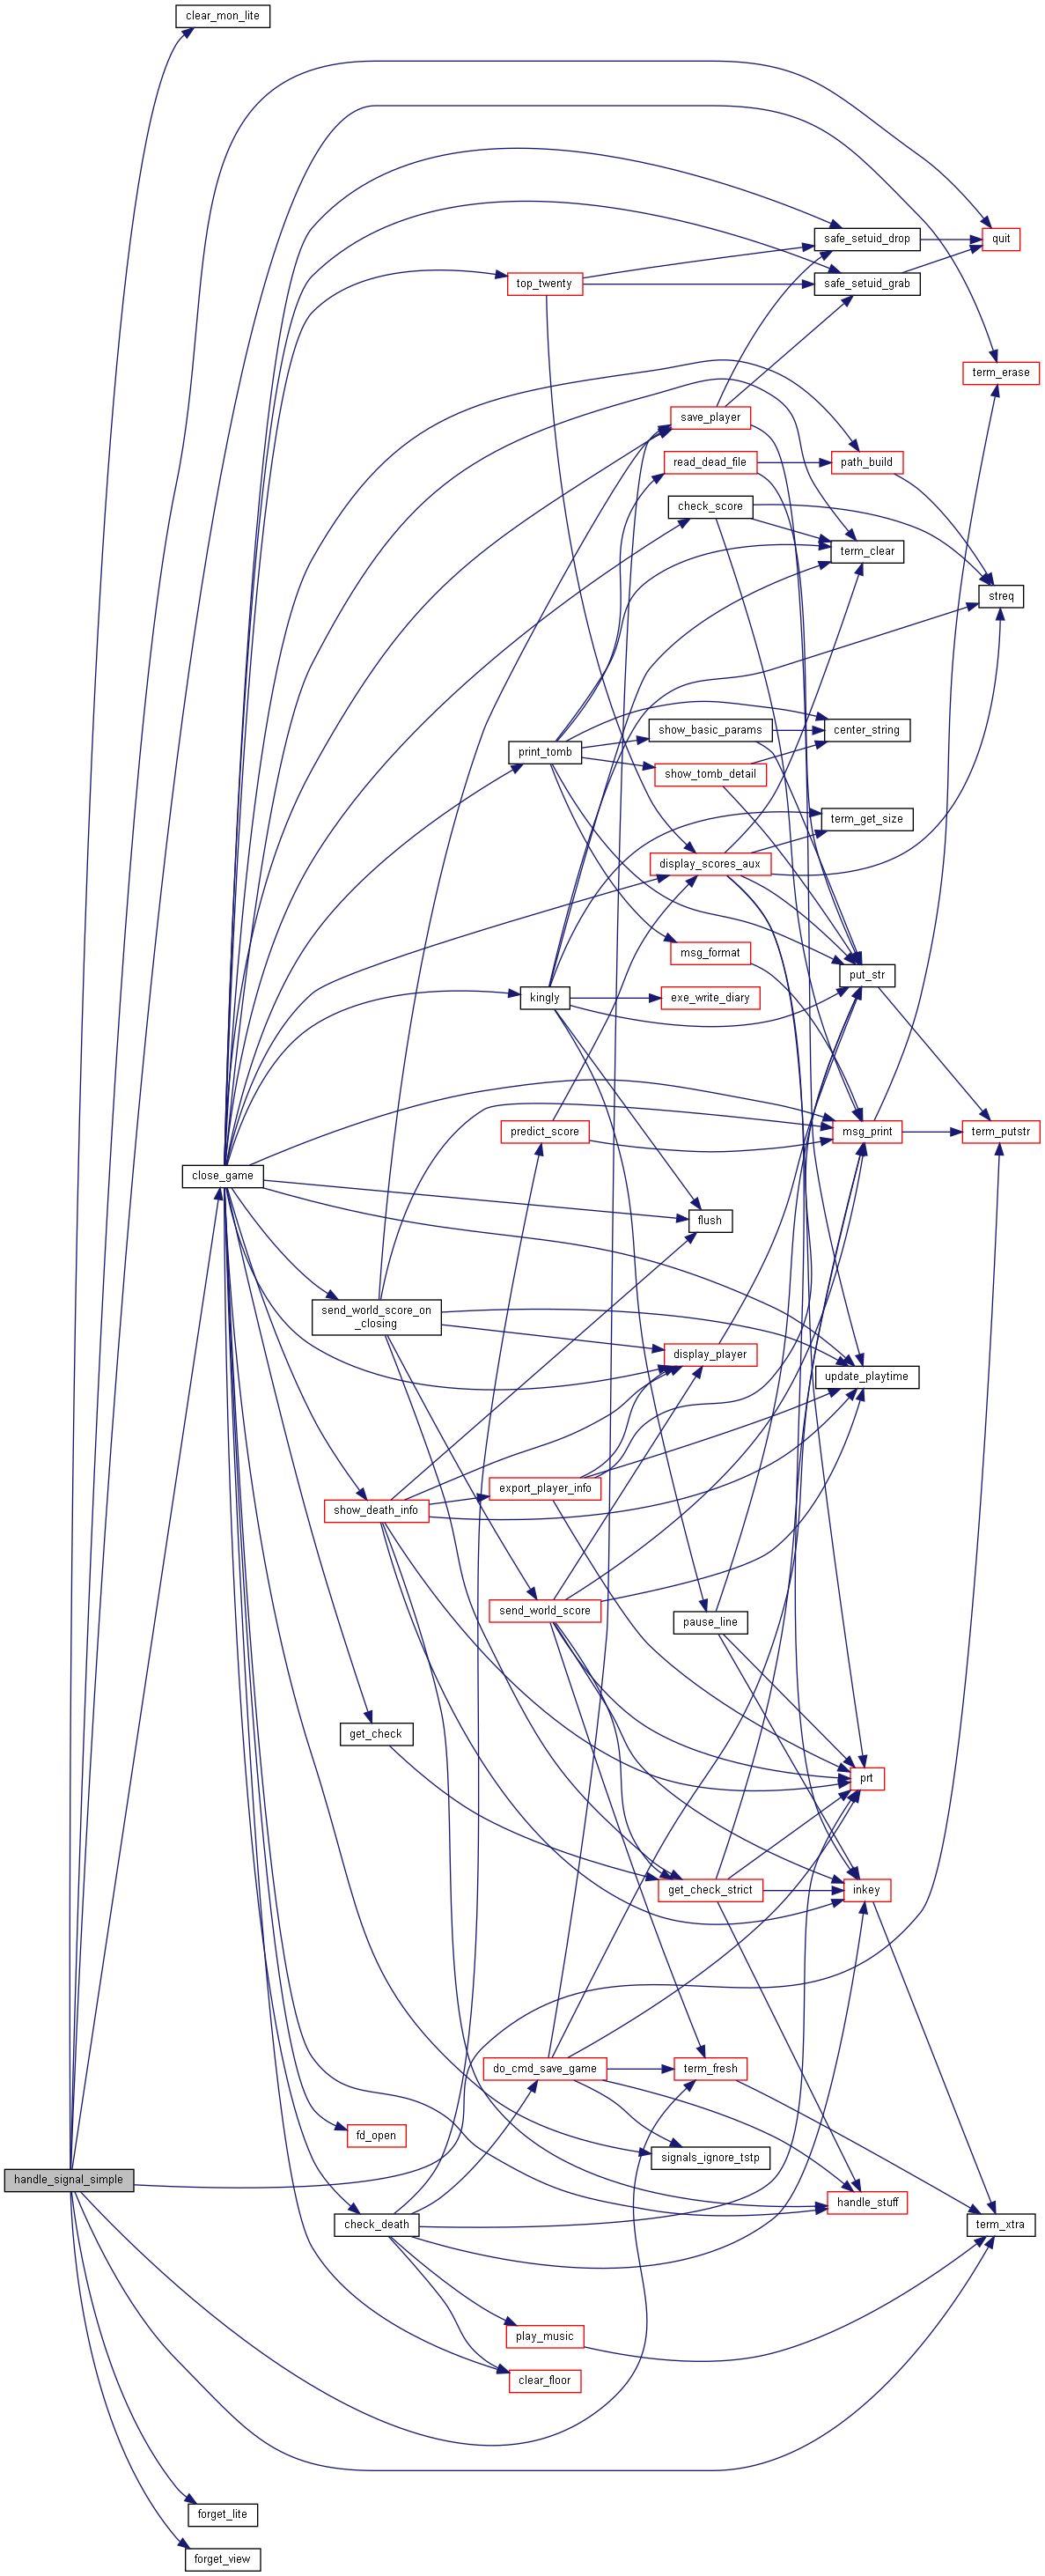 clear_mon_lite
safe_setuid_drop
quit
top_twenty
safe_setuid_grab
term_erase
save_player
read_dead_file
path_build
check_score
term_clear
streq
show_basic_params
center_string
print_tomb
show_tomb_detail
term_get_size
display_scores_aux
msg_format
put_str
kingly
exe_write_diary
predict_score
msg_print
term_putstr
close_game
flush
send_world_score_on
_closing
display_player
update_playtime
export_player_info
show_death_info
send_world_score
pause_line
get_check
prt
get_check_strict
inkey
do_cmd_save_game
term_fresh
fd_open
signals_ignore_tstp
handle_signal_simple
handle_stuff
check_death
term_xtra
play_music
clear_floor
forget_lite
forget_view